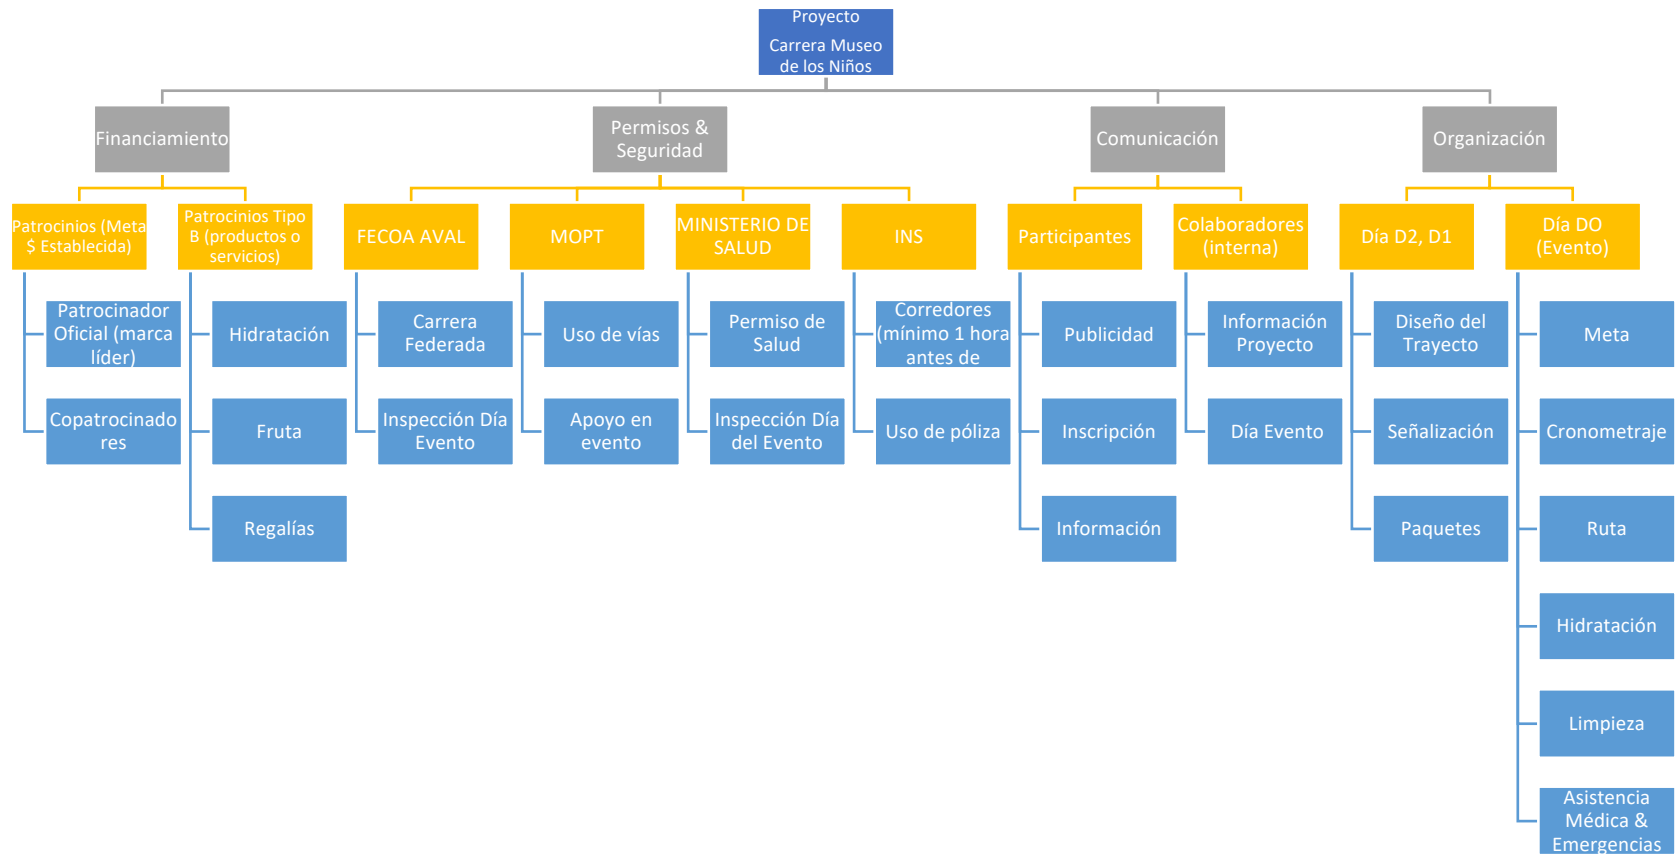 Proyecto
Carrera Museo
de los Niños
Financiamiento
Permisos &
Seguridad
Comunicación
Organización
Patrocinios (Meta
$ Establecida)
Patrocinios Tipo
B (productos o
servicios)
FECOA AVAL
MOPT
MINISTERIO DE
SALUD
INS
Participantes
Colaboradores
(interna)
Día D2, D1
Día DO
(Evento)
Patrocinador
Oficial (marca
líder)
Hidratación
Carrera
Federada
Uso de vías
Permiso de
Salud
Corredores
(mínimo 1 hora
antes de
Publicidad
Información
Proyecto
Diseño del
Trayecto
Meta
Copatrocinado
res
Fruta
Inspección Día
Evento
Apoyo en
evento
Inspección Día
del Evento
Uso de póliza
Inscripción
Día Evento
Señalización
Cronometraje
Regalías
Información
Paquetes
Ruta
Hidratación
Limpieza
Asistencia
Médica &
Emergencias